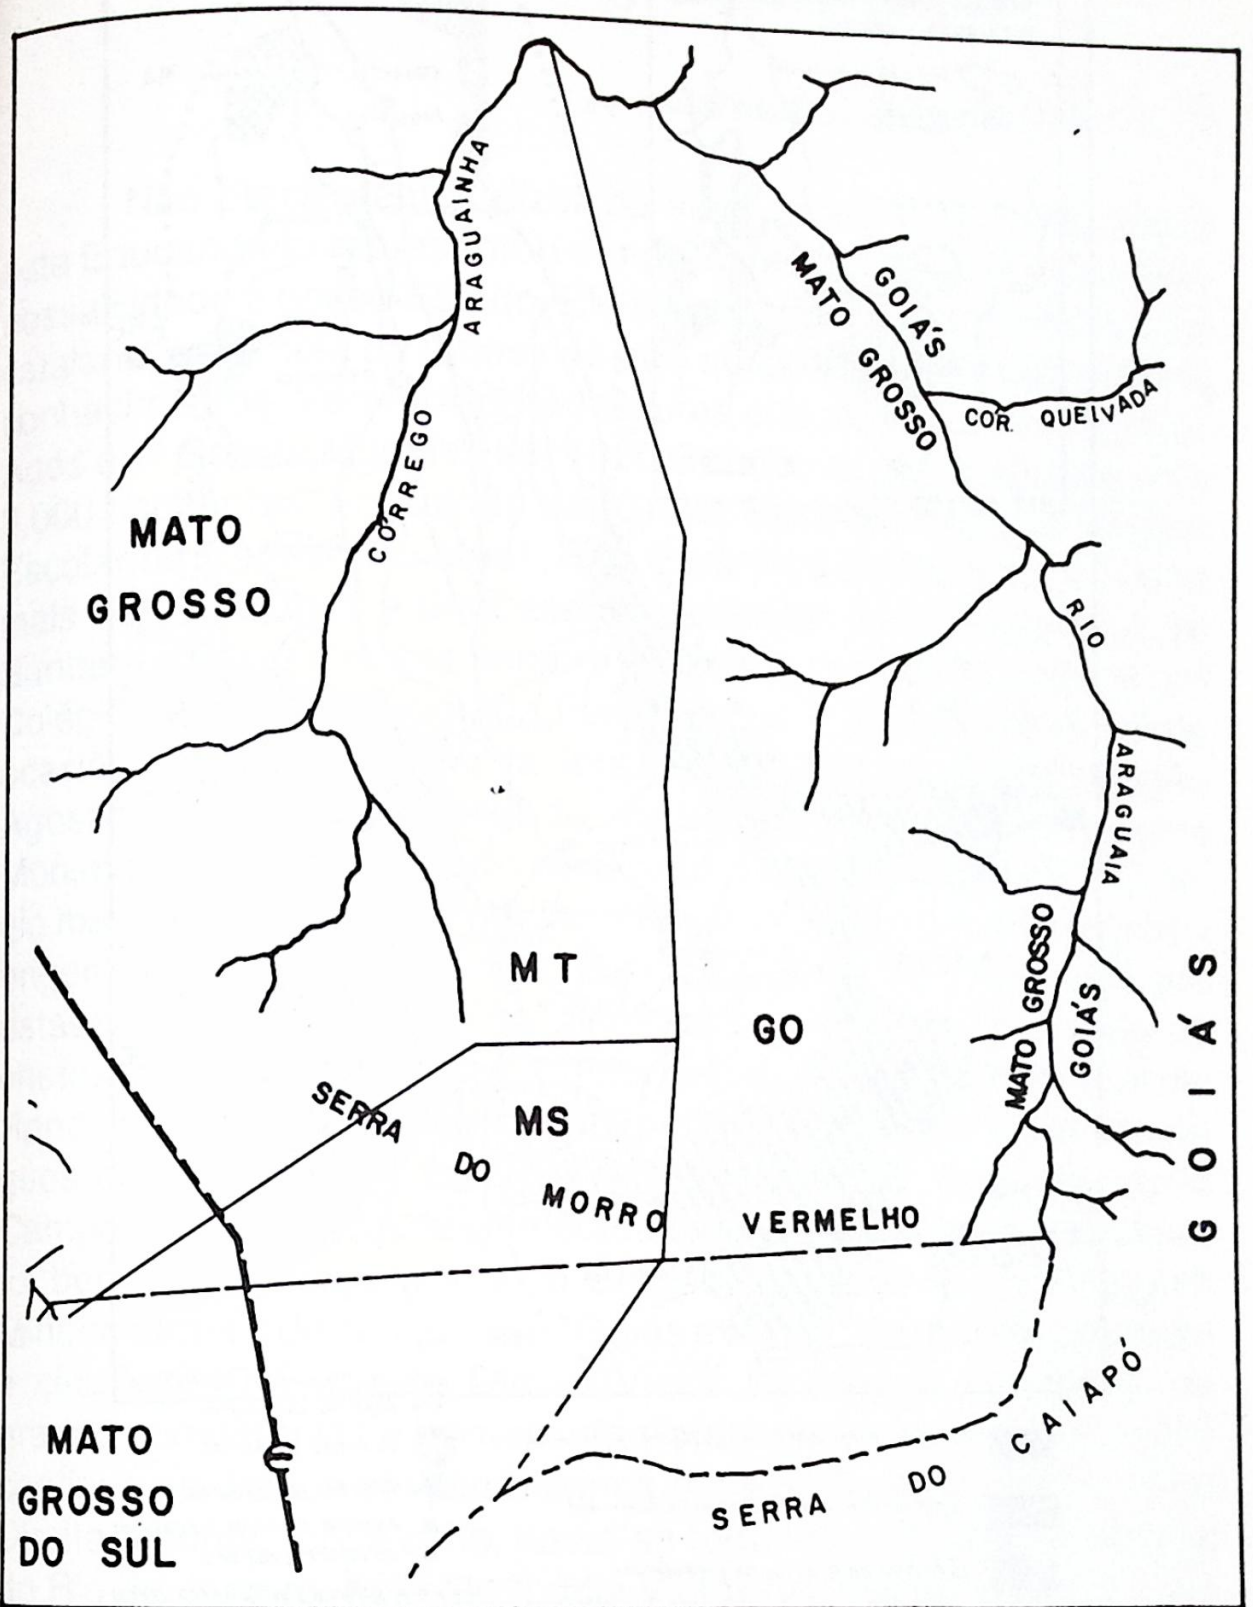 CÓRREGO ARAGUAINHA
MATO GROSSO
GOIÁS
COR. QUEIVADA
MATO
GROSSO
RIO ARAGUAIA
MATO GROSSO
GOIÁS
GOIÁS
MT
GO
MS
SERRA DO MORRO VERMELHO
SERRA DO CAIAPÓ
MATO
GROSSO
DO SUL